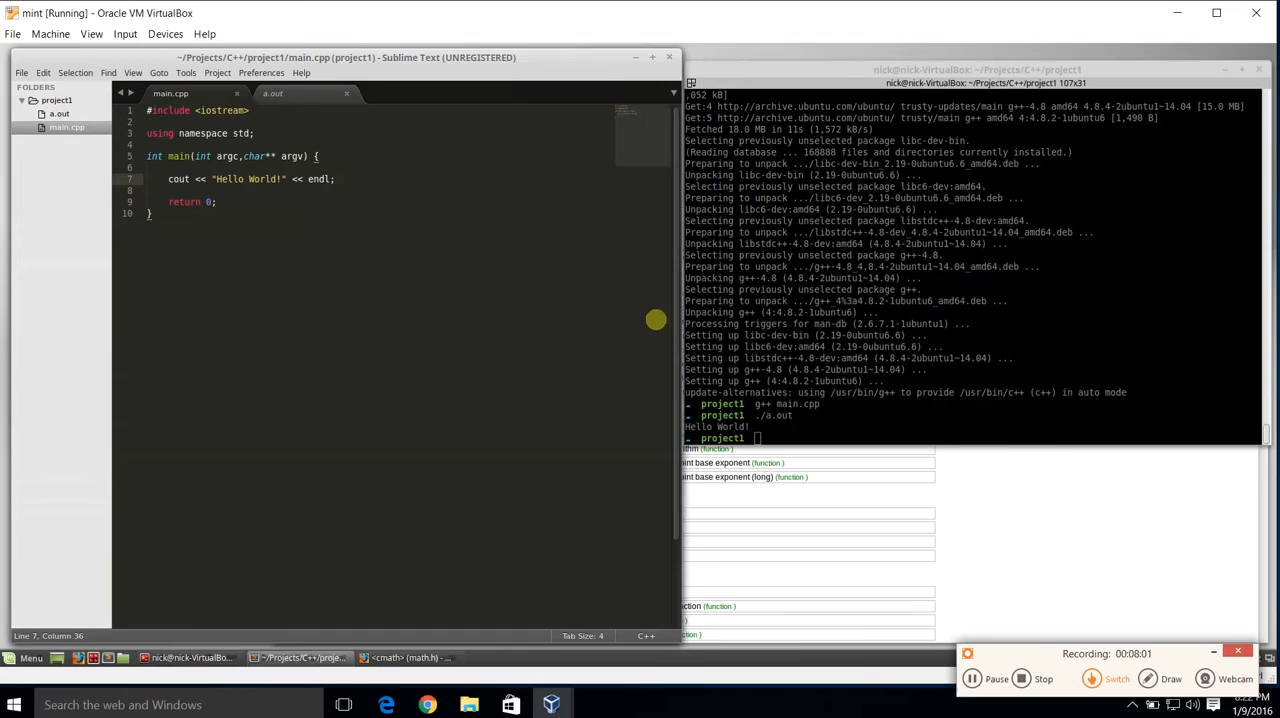 mint [Running] - Oracle VM VirtualBox
File Machine View Input Devices Help
~/Projects/C++/project1/main.cpp (project1) - Sublime Text (UNREGISTERED)
File Edit Selection Find View Goto Tools Project Preferences Help
FOLDERS
project1
a.out
main.cpp
main.cpp
a.out
1 #include <iostream>
2
3 using namespace std;
4
5 int main(int argc,char** argv) {
6
7 cout << "Hello World!" << endl;
8
9 return 0;
10 }
Line 7, Column 36
Tab Size: 4
C++
nick@nick-VirtualBox: ~/Projects/C++/project1
nick@nick-VirtualBox: ~/Projects/C++/project1 107x31
,052 kB]
Get:4 http://archive.ubuntu.com/ubuntu/ trusty-updates/main g++-4.8 amd64 4.8.4-2ubuntu1~14.04 [15.0 MB]
Get:5 http://archive.ubuntu.com/ubuntu/ trusty/main g++ amd64 4:4.8.2-1ubuntu6 [1,490 B]
Fetched 18.0 MB in 11s (1,572 kB/s)
Selecting previously unselected package libc-dev-bin.
(Reading database ... 168888 files and directories currently installed.)
Preparing to unpack .../libc-dev-bin_2.19-0ubuntu6.6_amd64.deb ...
Unpacking libc-dev-bin (2.19-0ubuntu6.6) ...
Selecting previously unselected package libc6-dev:amd64.
Preparing to unpack .../libc6-dev_2.19-0ubuntu6.6_amd64.deb ...
Unpacking libc6-dev:amd64 (2.19-0ubuntu6.6) ...
Selecting previously unselected package libstdc++-4.8-dev:amd64.
Preparing to unpack .../libstdc++-4.8-dev_4.8.4-2ubuntu1~14.04_amd64.deb ...
Unpacking libstdc++-4.8-dev:amd64 (4.8.4-2ubuntu1~14.04) ...
Selecting previously unselected package g++-4.8.
Preparing to unpack .../g++-4.8_4.8.4-2ubuntu1~14.04_amd64.deb ...
Unpacking g++-4.8 (4.8.4-2ubuntu1~14.04) ...
Selecting previously unselected package g++.
Preparing to unpack .../g++_4%3a4.8.2-1ubuntu6_amd64.deb ...
Unpacking g++ (4:4.8.2-1ubuntu6) ...
Processing triggers for man-db (2.6.7.1-1ubuntu1) ...
Setting up libc-dev-bin (2.19-0ubuntu6.6) ...
Setting up libc6-dev:amd64 (2.19-0ubuntu6.6) ...
Setting up libstdc++-4.8-dev:amd64 (4.8.4-2ubuntu1~14.04) ...
Setting up g++-4.8 (4.8.4-2ubuntu1~14.04) ...
Setting up g++ (4:4.8.2-1ubuntu6) ...
update-alternatives: using /usr/bin/g++ to provide /usr/bin/c++ (c++) in auto mode
project1 g++ main.cpp
project1 ./a.out
Hello World!
project1
(function )
oint base exponent (function )
oint base exponent (long) (function )
nction (function )
)
ction )
Menu
nick@nick-VirtualBo...
~/Projects/C++/proje...
<cmath> (math.h) - ...
Recording: 00:08:01
Pause Stop Switch Draw Webcam
Search the web and Windows
1/9/2016